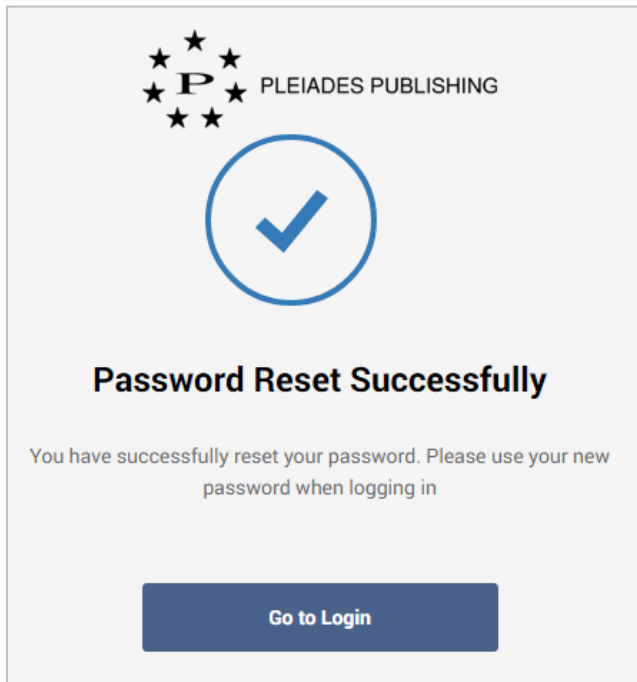 P
PLEIADES PUBLISHING
Password Reset Successfully
You have successfully reset your password. Please use your new
password when logging in
Go to Login